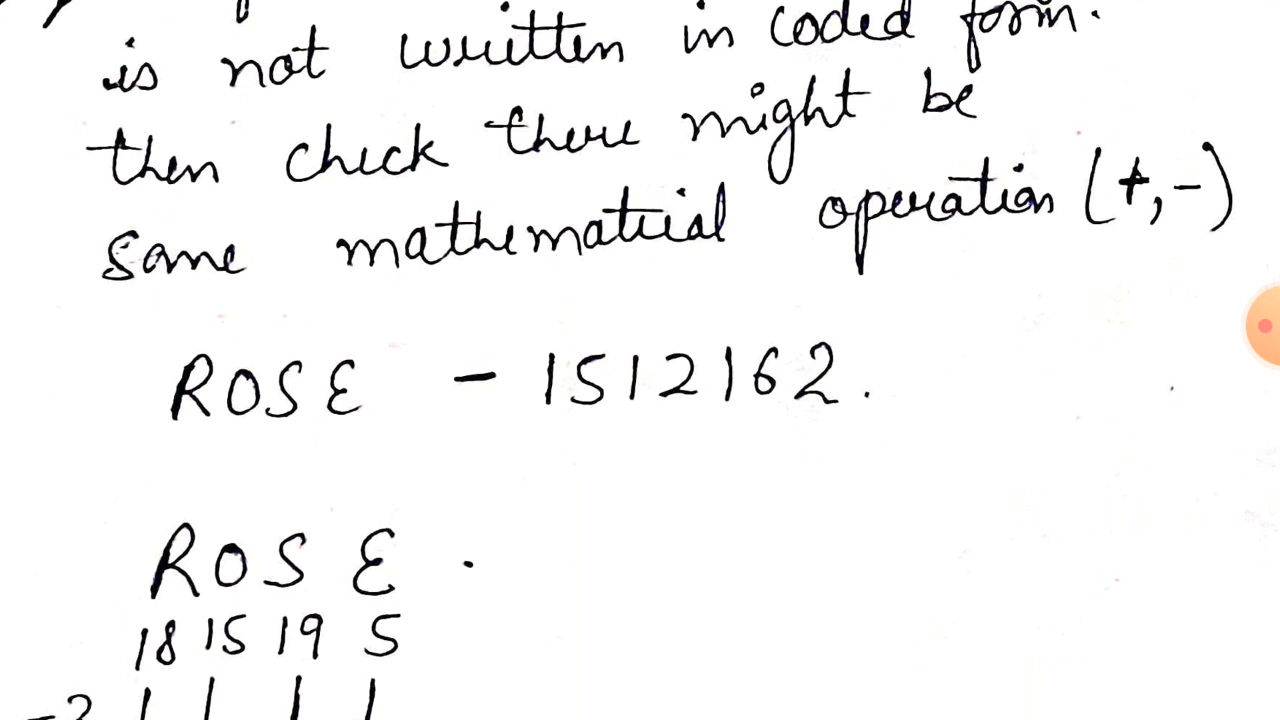 is not written in coded form.
then check there might be
some mathematical operation (+,-)
ROSE - 1512162.
ROSE.
18 15 19 5